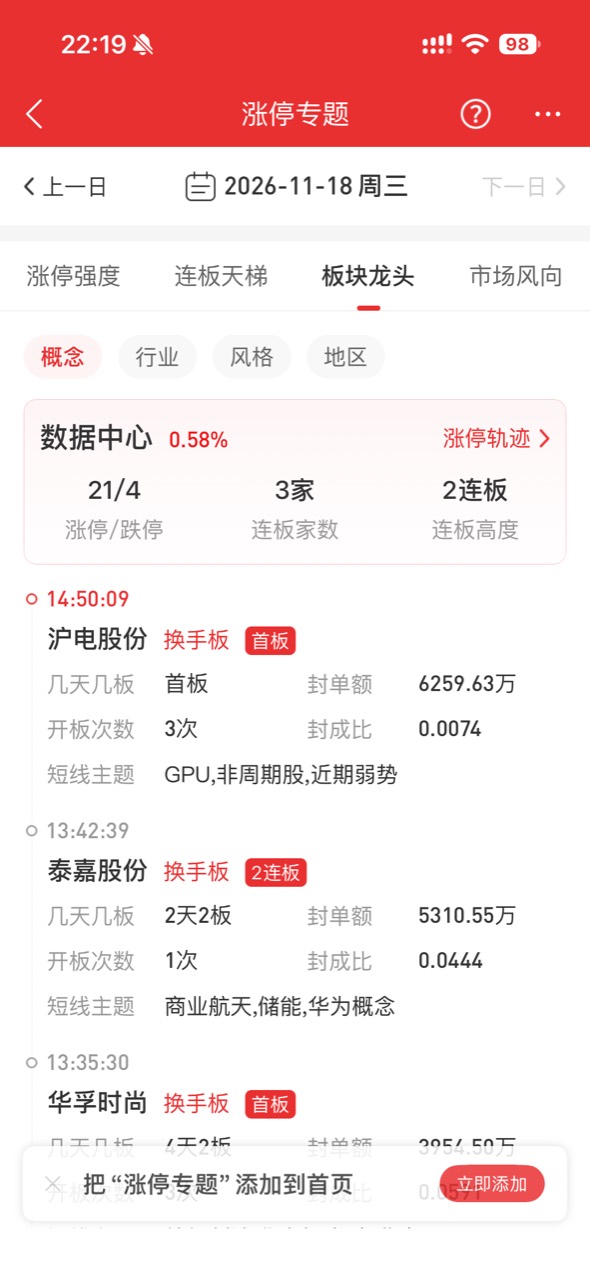 22:19
98
涨停专题
上一日 2026-11-18 周三 下一日
涨停强度 连板天梯 板块龙头 市场风向
概念 行业 风格 地区
数据中心 0.58% 涨停轨迹
21/4 3家 2连板
涨停/跌停 连板家数 连板高度
14:50:09
沪电股份 换手板 首板
几天几板 首板 封单额 6259.63万
开板次数 3次 封成比 0.0074
短线主题 GPU,非周期股,近期弱势
13:42:39
泰嘉股份 换手板 2连板
几天几板 2天2板 封单额 5310.55万
开板次数 1次 封成比 0.0444
短线主题 商业航天,储能,华为概念
13:35:30
华孚时尚 换手板 首板
几天几板 4天2板 封单额 3954.50万
把“涨停专题”添加到首页 立即添加